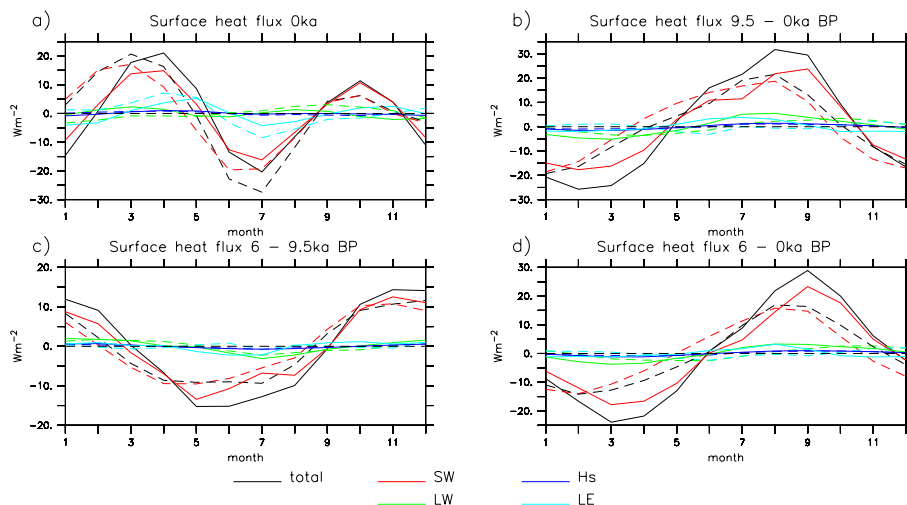 a) Surface heat flux 0ka
20.
10.
0.
-10.
-20.
-30.
Wm-2
1 3 5 7 9 11
month
b) Surface heat flux 9.5 - 0ka BP
30.
20.
10.
0.
-10.
-20.
-30.
Wm-2
1 3 5 7 9 11
month
c) Surface heat flux 6 - 9.5ka BP
20.
10.
0.
-10.
-20.
Wm-2
1 3 5 7 9 11
month
d) Surface heat flux 6 - 0ka BP
30.
20.
10.
0.
-10.
-20.
Wm-2
1 3 5 7 9 11
month
total SW Hs
LW LE